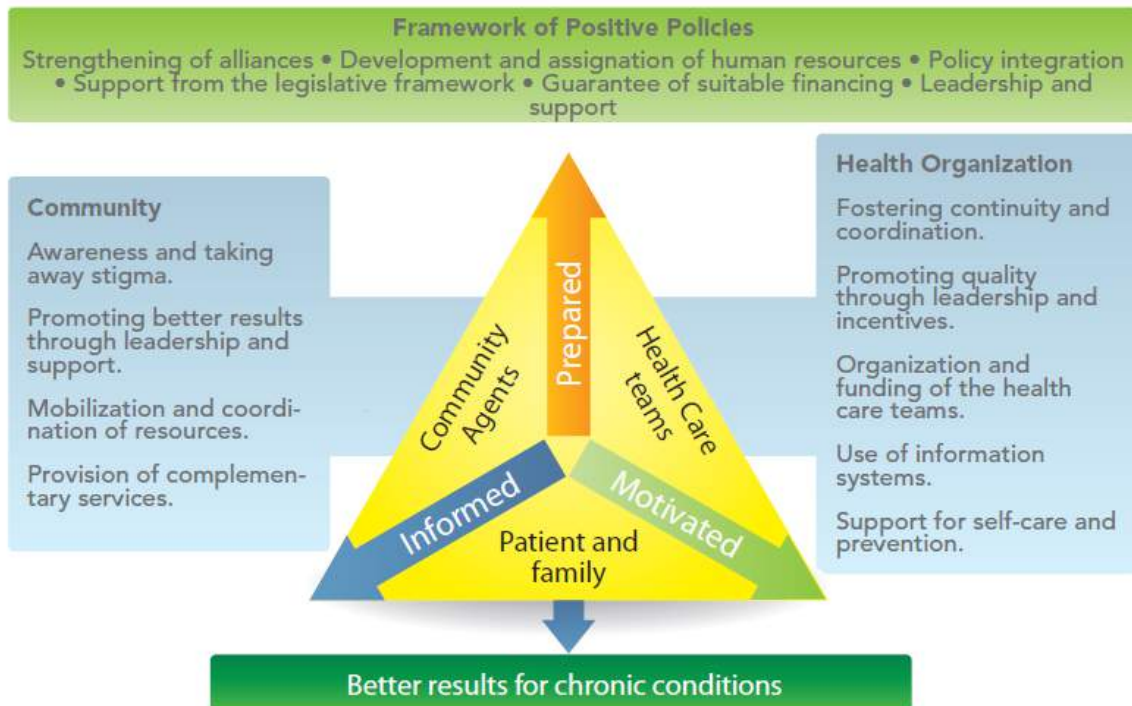 Framework of Positive Policies
Strengthening of alliances • Development and assignation of human resources • Policy integration
• Support from the legislative framework • Guarantee of suitable financing • Leadership and
support
Community
Awareness and taking
away stigma.
Promoting better results
through leadership and
support.
Mobilization and coordi-
nation of resources.
Provision of complemen-
tary services.
Community
Agents
Prepared
Health Care
teams
Informed
Motivated
Patient and
family
Health Organization
Fostering continuity and
coordination.
Promoting quality
through leadership and
incentives.
Organization and
funding of the health
care teams.
Use of information
systems.
Support for self-care and
prevention.
Better results for chronic conditions